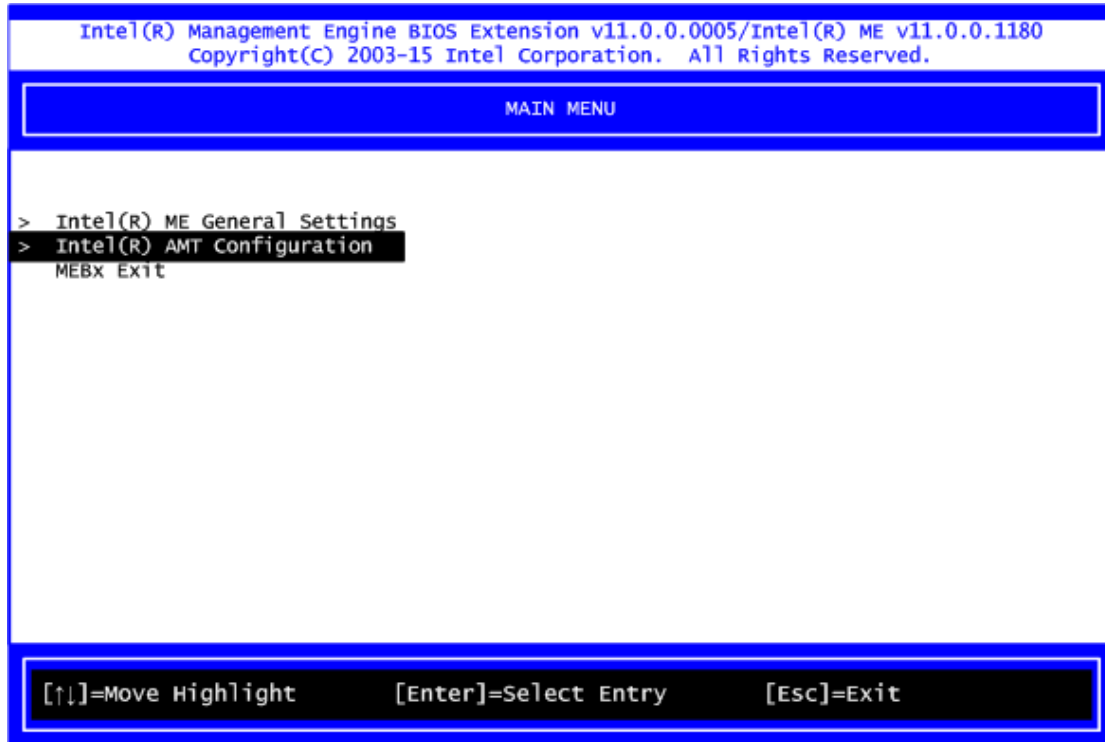 Intel(R) Management Engine BIOS Extension v11.0.0.0005/Intel(R) ME v11.0.0.1180
Copyright(C) 2003-15 Intel Corporation. All Rights Reserved.
MAIN MENU
> Intel(R) ME General Settings
> Intel(R) AMT Configuration
MEBx Exit
[↑↓]=Move Highlight [Enter]=Select Entry [Esc]=Exit